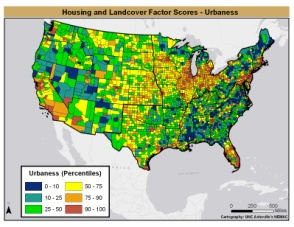 Housing and Landcover Factor Scores - Urbaness
Urbaness (Percentiles)
0 - 10
50 - 75
10 - 25
75 - 90
25 - 50
90 - 100
0
250
500
Miles
Cartography: UNC Asheville's NEMAC